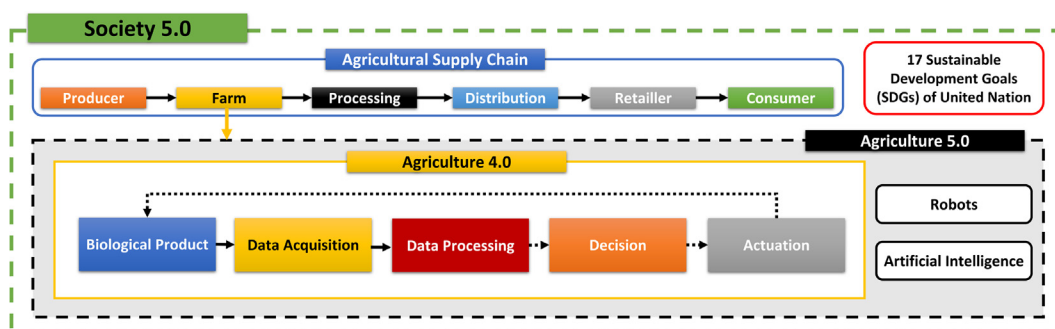 Society 5.0
Agricultural Supply Chain
Producer
Farm
Processing
Distribution
Retailler
Consumer
17 Sustainable
Development Goals
(SDGs) of United Nation
Agriculture 5.0
Agriculture 4.0
Biological Product
Data Acquisition
Data Processing
Decision
Actuation
Robots
Artificial Intelligence